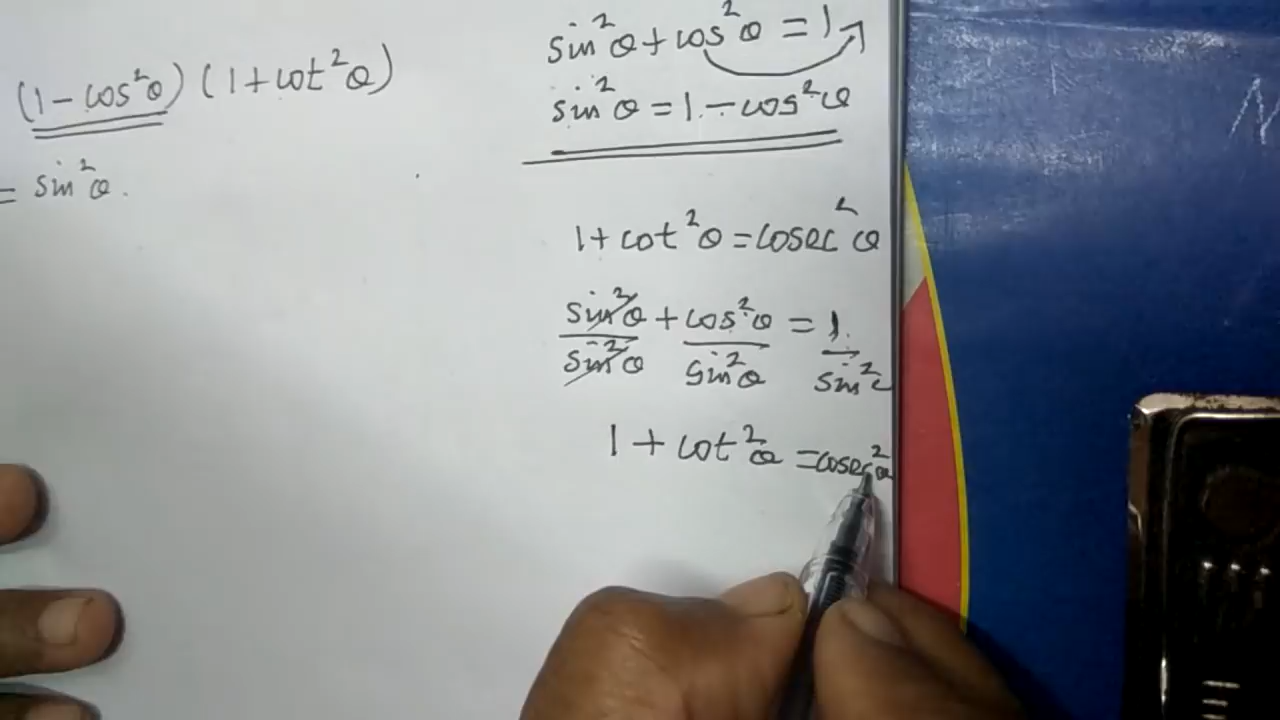 (1 - cos²θ) (1 + cot²θ)
= sin²θ.
sin²θ + cos²θ = 1
sin²θ = 1 - cos²θ
1 + cot²θ = cosec²θ
sin²θ/sin²θ + cos²θ/sin²θ = 1/sin²θ
1 + cot²θ = cosec²θ